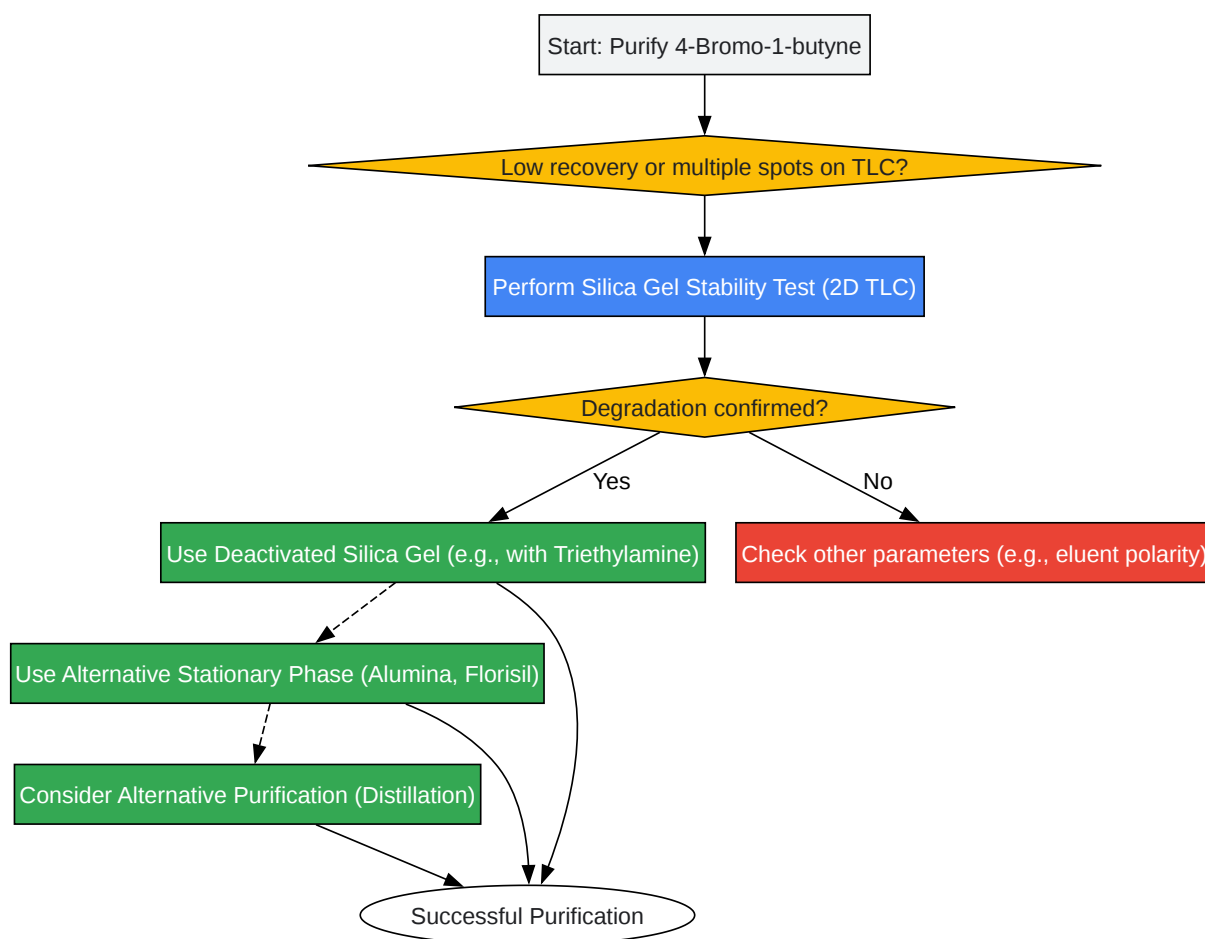 Start: Purify 4-Bromo-1-butyne
Low recovery or multiple spots on TLC?
Perform Silica Gel Stability Test (2D TLC)
Degradation confirmed?
Yes
No
Use Deactivated Silica Gel (e.g., with Triethylamine)
Check other parameters (e.g., eluent polarity)
Use Alternative Stationary Phase (Alumina, Florisil)
Consider Alternative Purification (Distillation)
Successful Purification